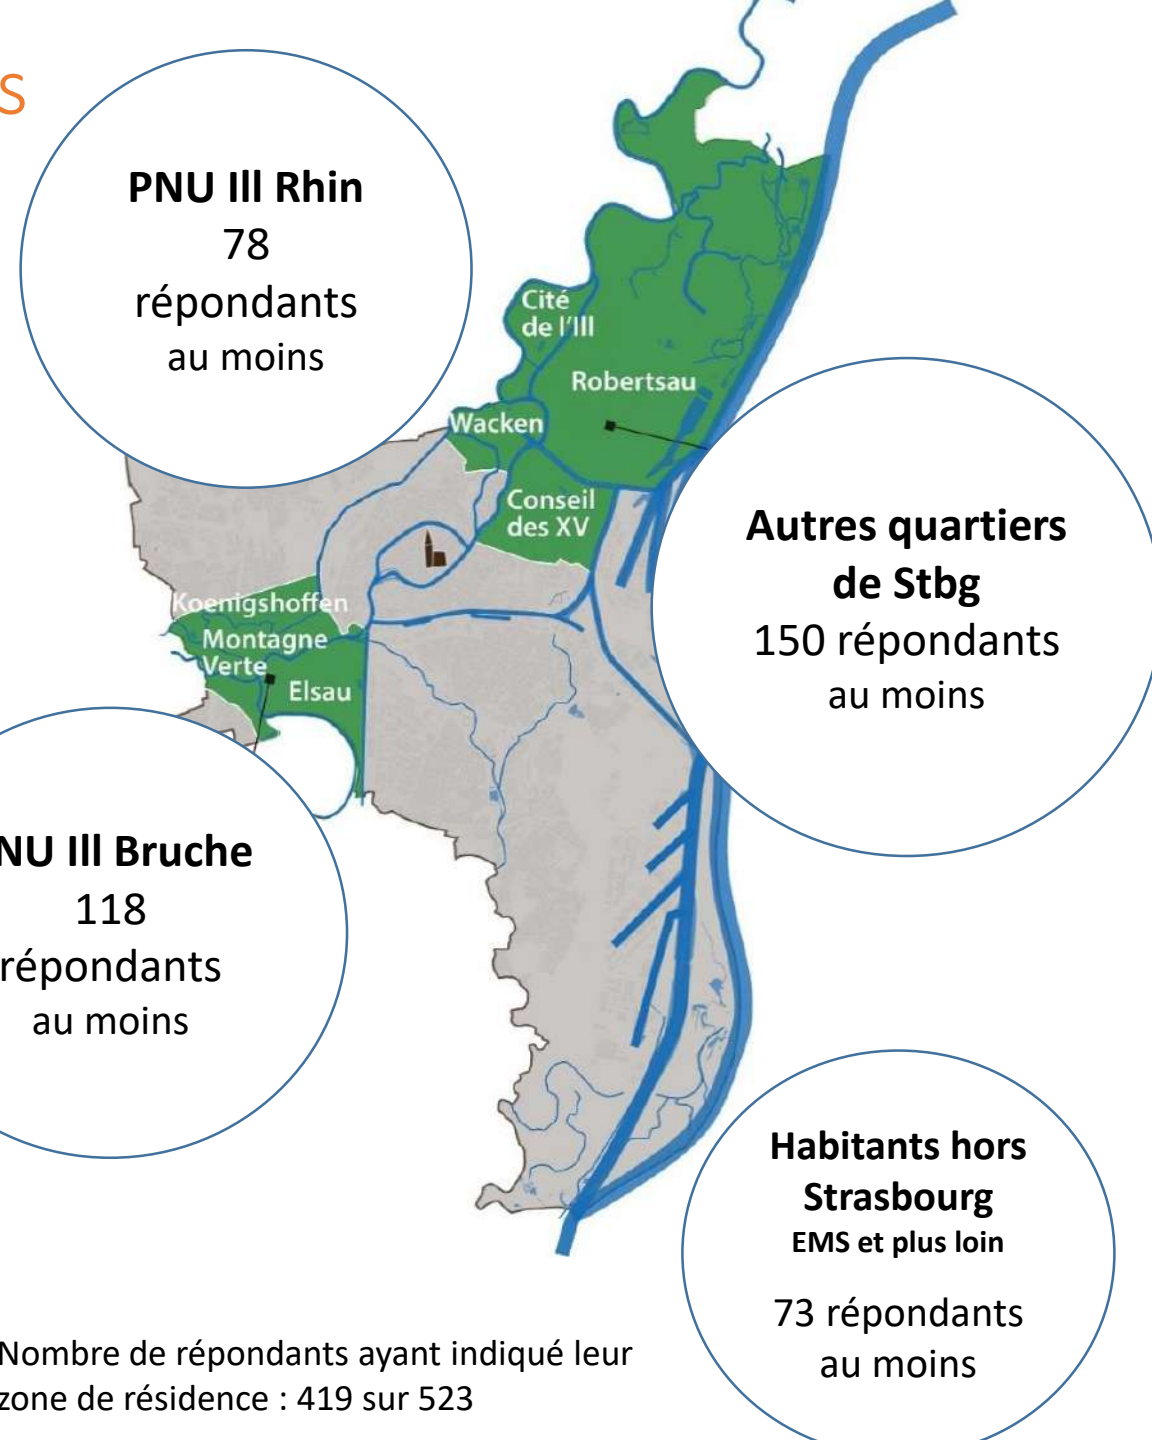 S
PNU Ill Rhin
78
répondants
au moins
Cité
de l'Ill
Robertsau
Wacken
Conseil
des XV
Koenigshoffen
Montagne
Verte
Elsau
Autres quartiers
de Stbg
150 répondants
au moins
NU Ill Bruche
118
répondants
au moins
Habitants hors
Strasbourg
EMS et plus loin
73 répondants
au moins
Nombre de répondants ayant indiqué leur
zone de résidence : 419 sur 523